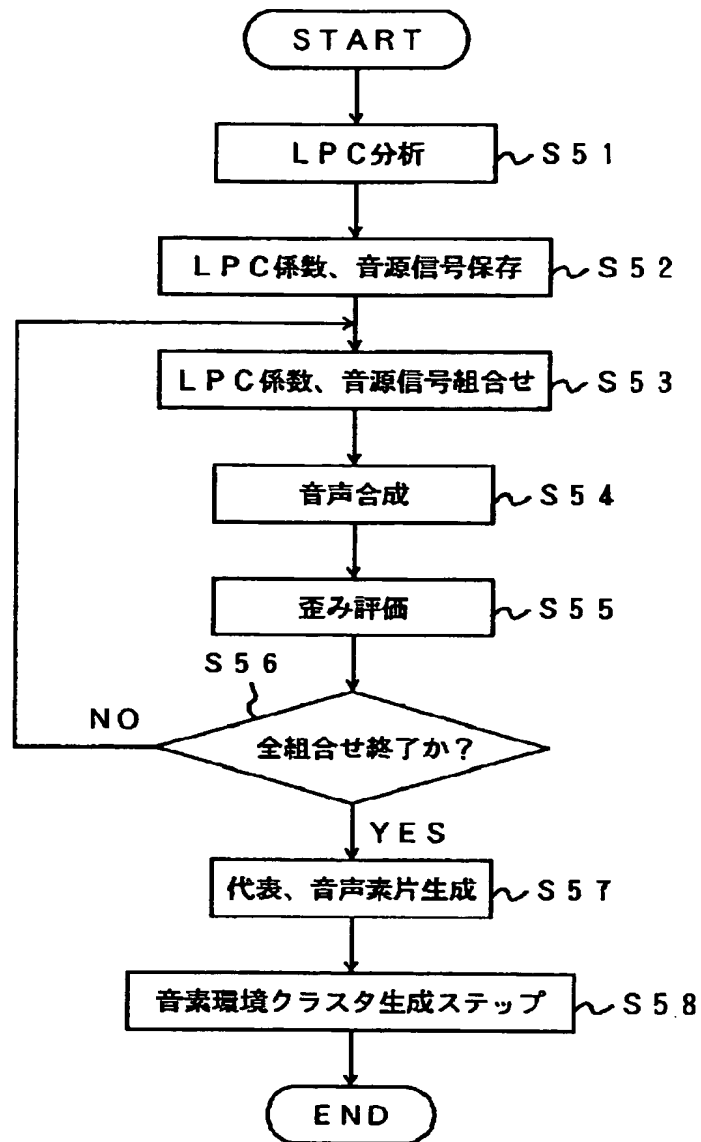 START
LPC分析 S51
LPC係数、音源信号保存 S52
LPC係数、音源信号組合せ S53
音声合成 S54
歪み評価 S55
S56
NO
全組合せ終了か?
YES
代表、音声素片生成 S57
音素環境クラスタ生成ステップ S58
END